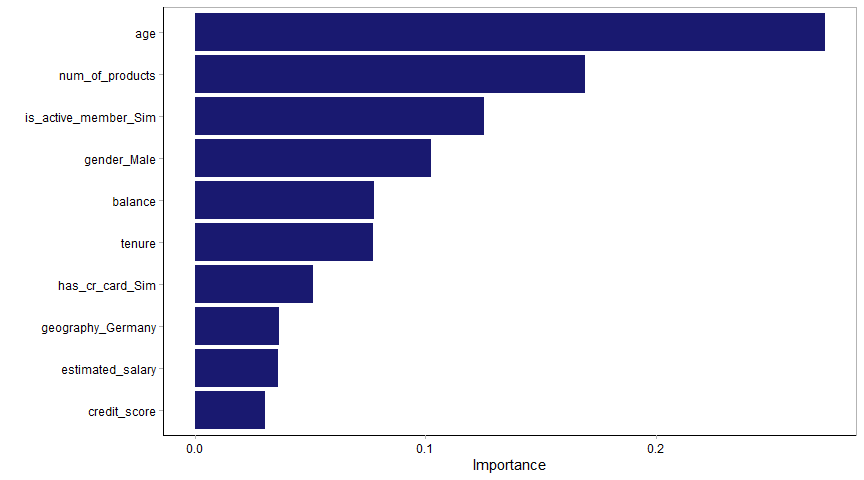 age
num_of_products
is_active_member_Sim
gender_Male
balance
tenure
has_cr_card_Sim
geography_Germany
estimated_salary
credit_score
0.0 0.1 0.2
Importance